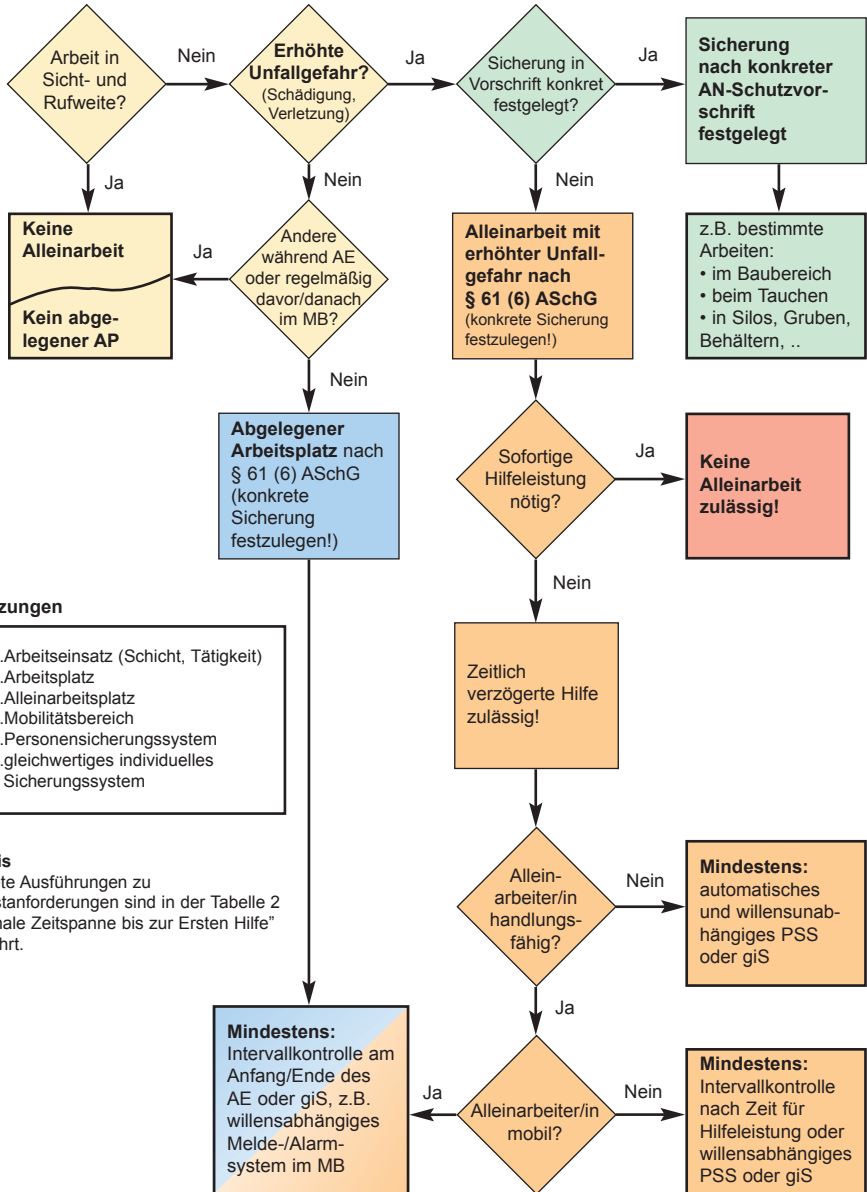 Arbeit in
Sicht- und
Rufweite?
Nein
Erhöhte
Unfallgefahr?
(Schädigung,
Verletzung)
Ja
Sicherung in
Vorschrift konkret
festgelegt?
Ja
Sicherung
nach konkreter
AN-Schutzvor-
schrift
festgelegt
Ja
Nein
Nein
Keine
Alleinarbeit
Kein abge-
legener AP
Ja
Andere
während AE
oder regelmäßig
davor/danach
im MB?
Alleinarbeit mit
erhöhter Unfall-
gefahr nach
§ 61 (6) ASchG
(konkrete Sicherung
festzulegen!)
z.B. bestimmte
Arbeiten:
• im Baubereich
• beim Tauchen
• in Silos, Gruben,
Behältern, ..
Nein
Abgelegener
Arbeitsplatz nach
§ 61 (6) ASchG
(konkrete
Sicherung
festzulegen!)
Sofortige
Hilfeleistung
nötig?
Ja
Keine
Alleinarbeit
zulässig!
Nein
zungen
.Arbeitseinsatz (Schicht, Tätigkeit)
.Arbeitsplatz
.Alleinarbeitsplatz
.Mobilitätsbereich
.Personensicherungssystem
.gleichwertiges individuelles
Sicherungssystem
Zeitlich
verzögerte Hilfe
zulässig!
is
te Ausführungen zu
stanforderungen sind in der Tabelle 2
nale Zeitspanne bis zur Ersten Hilfe”
hrt.
Allein-
arbeiter/in
handlungs-
fähig?
Nein
Mindestens:
automatisches
und willensunab-
hängiges PSS
oder giS
Ja
Mindestens:
Intervallkontrolle am
Anfang/Ende des
AE oder giS, z.B.
willensabhängiges
Melde-/Alarm-
system im MB
Ja
Alleinarbeiter/in
mobil?
Nein
Mindestens:
Intervallkontrolle
nach Zeit für
Hilfeleistung oder
willensabhängiges
PSS oder giS